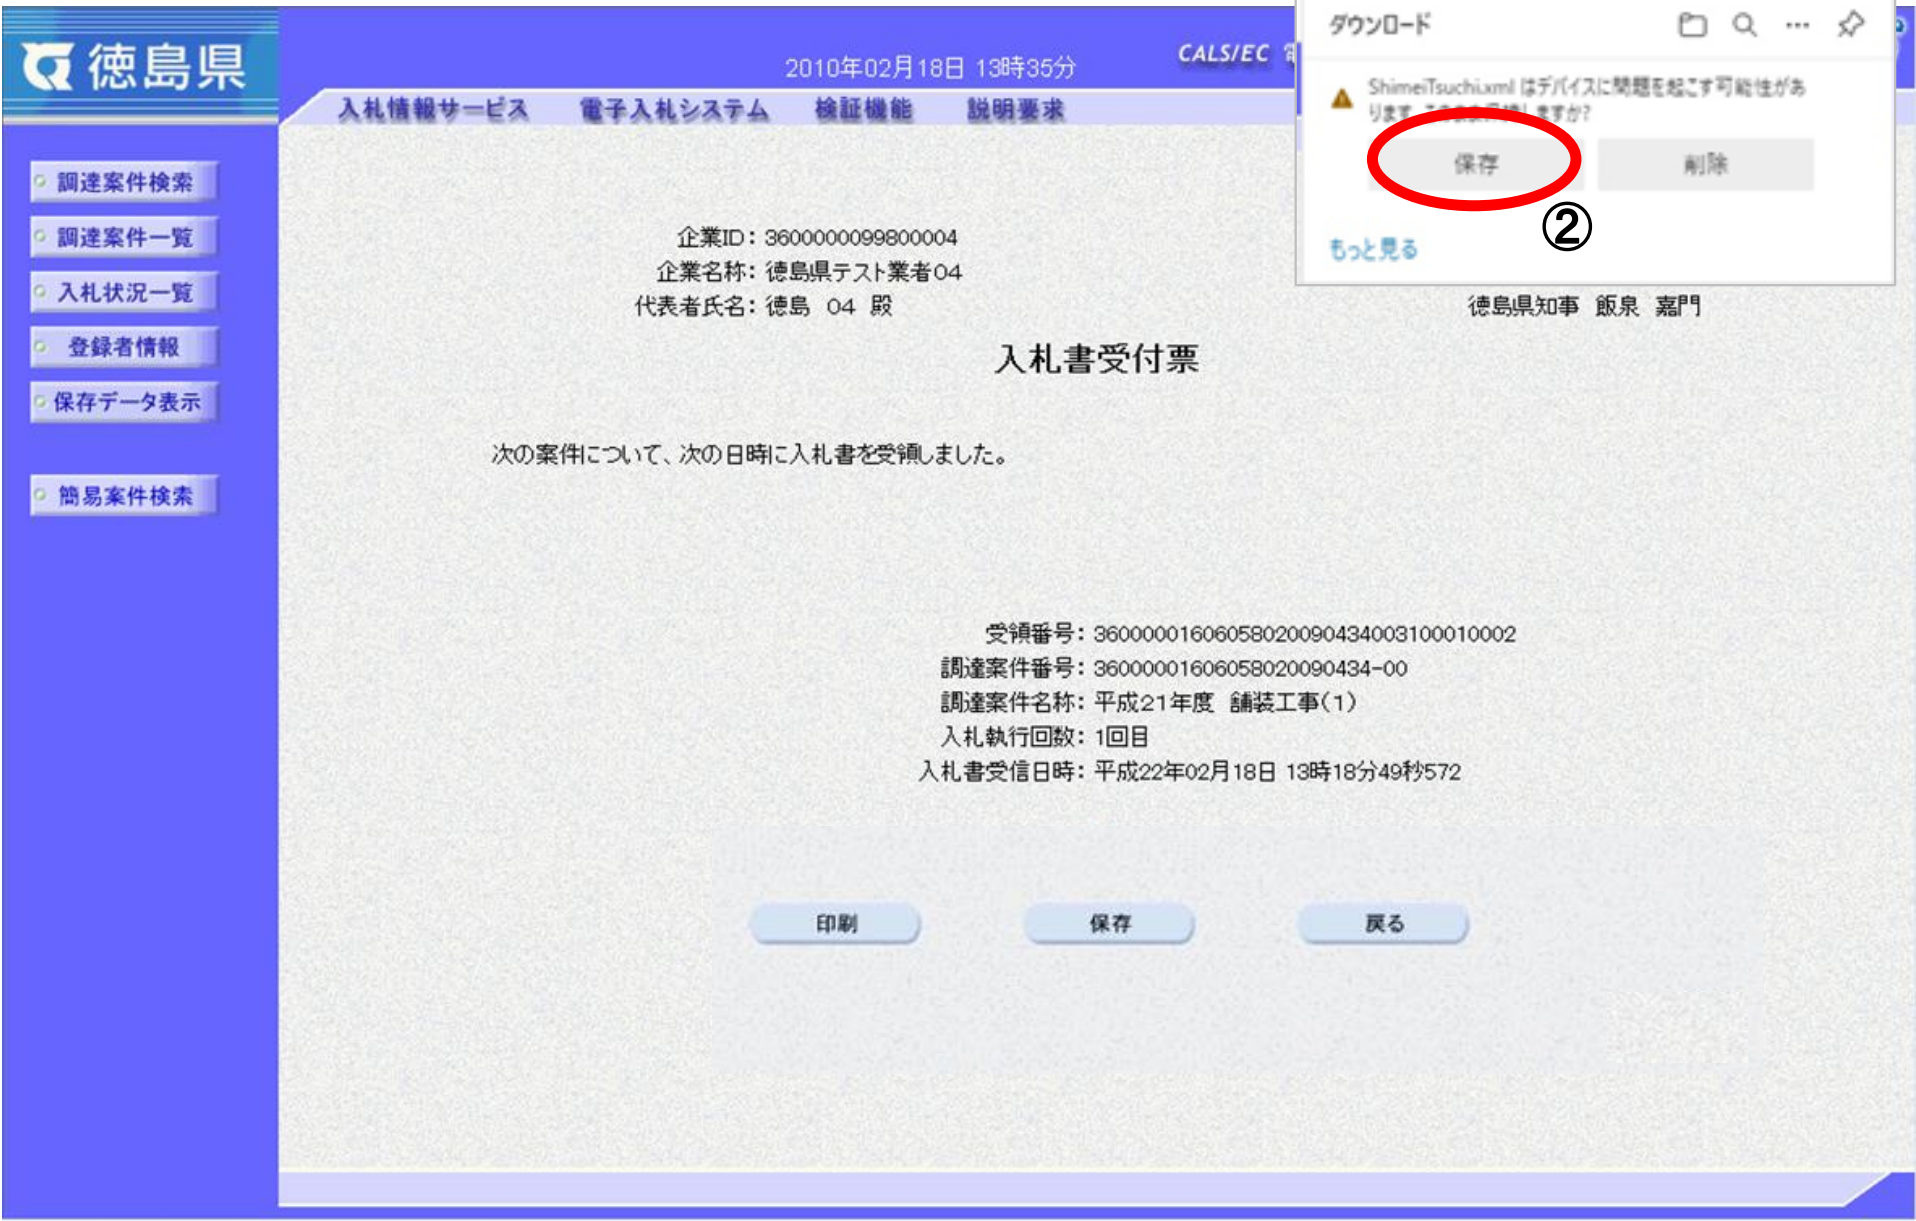 徳島県
2010年02月18日 13時35分
CALS/EC
入札情報サービス 電子入札システム 検証機能 説明要求
ダウンロード
ShimeiTsuchi.xml はデバイスに問題を起こす可能性があ
ります。
ますか?
保存 削除
②
もっと見る
調達案件検索
調達案件一覧
入札状況一覧
登録者情報
保存データ表示
簡易案件検索
企業ID: 3600000099800004
企業名称: 徳島県テスト業者04
代表者氏名: 徳島 04 殿
徳島県知事 飯泉 嘉門
入札書受付票
次の案件について、次の日時に入札書を受領しました。
受領番号: 36000001606058020090434003100010002
調達案件番号: 36000001606058020090434-00
調達案件名称: 平成21年度 舗装工事(1)
入札執行回数: 1回目
入札書受信日時: 平成22年02月18日 13時18分49秒572
印刷 保存 戻る